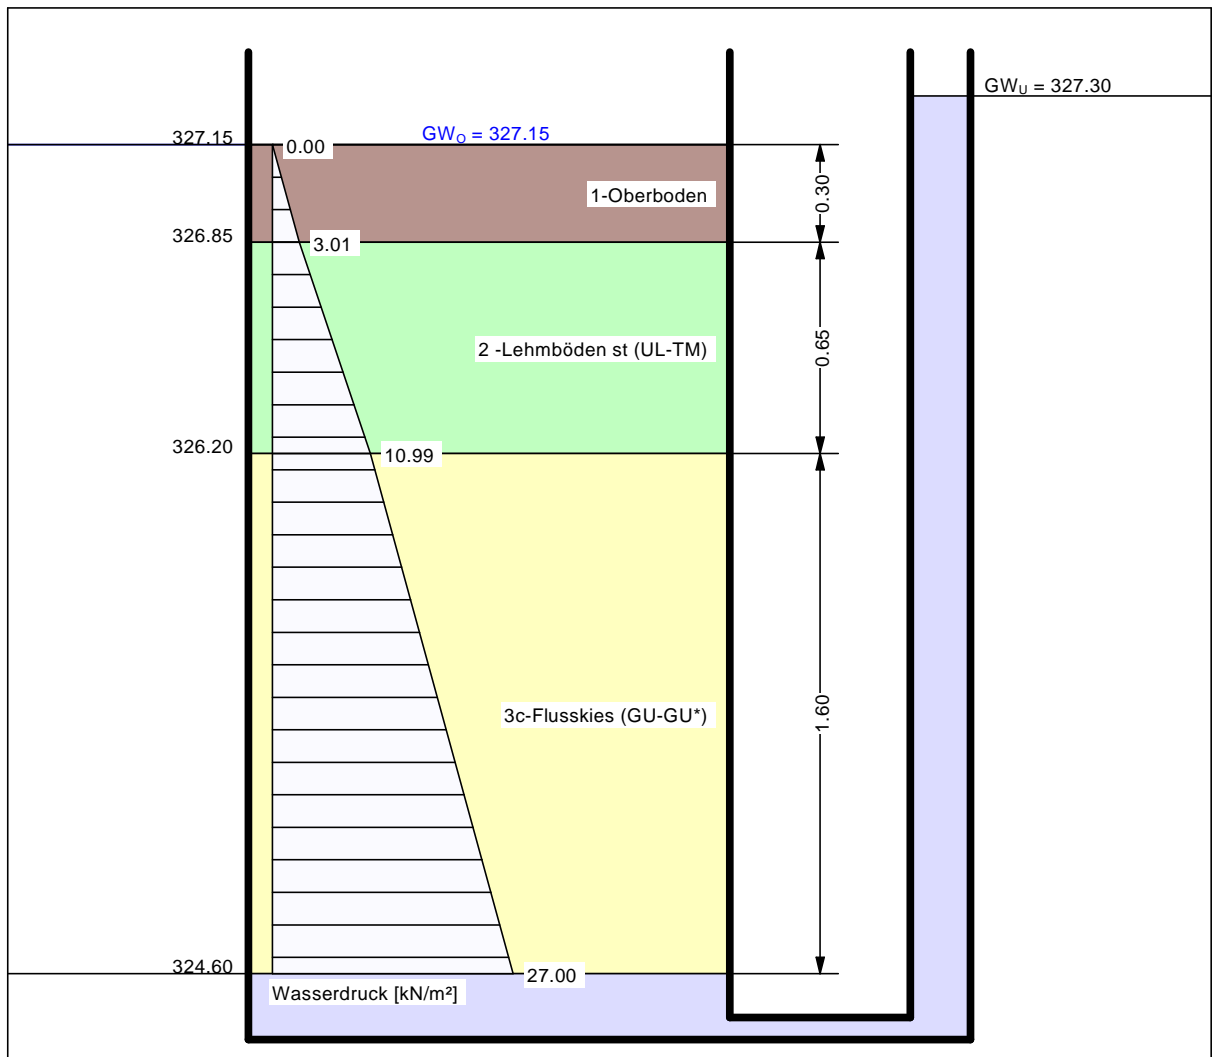 GWU = 327.30
327.15
GWO = 327.15
0.00
1-Oberboden
0.30
326.85
3.01
2 -Lehmböden st (UL-TM)
0.65
326.20
10.99
3c-Flusskies (GU-GU*)
1.60
324.60
27.00
Wasserdruck [kN/m²]